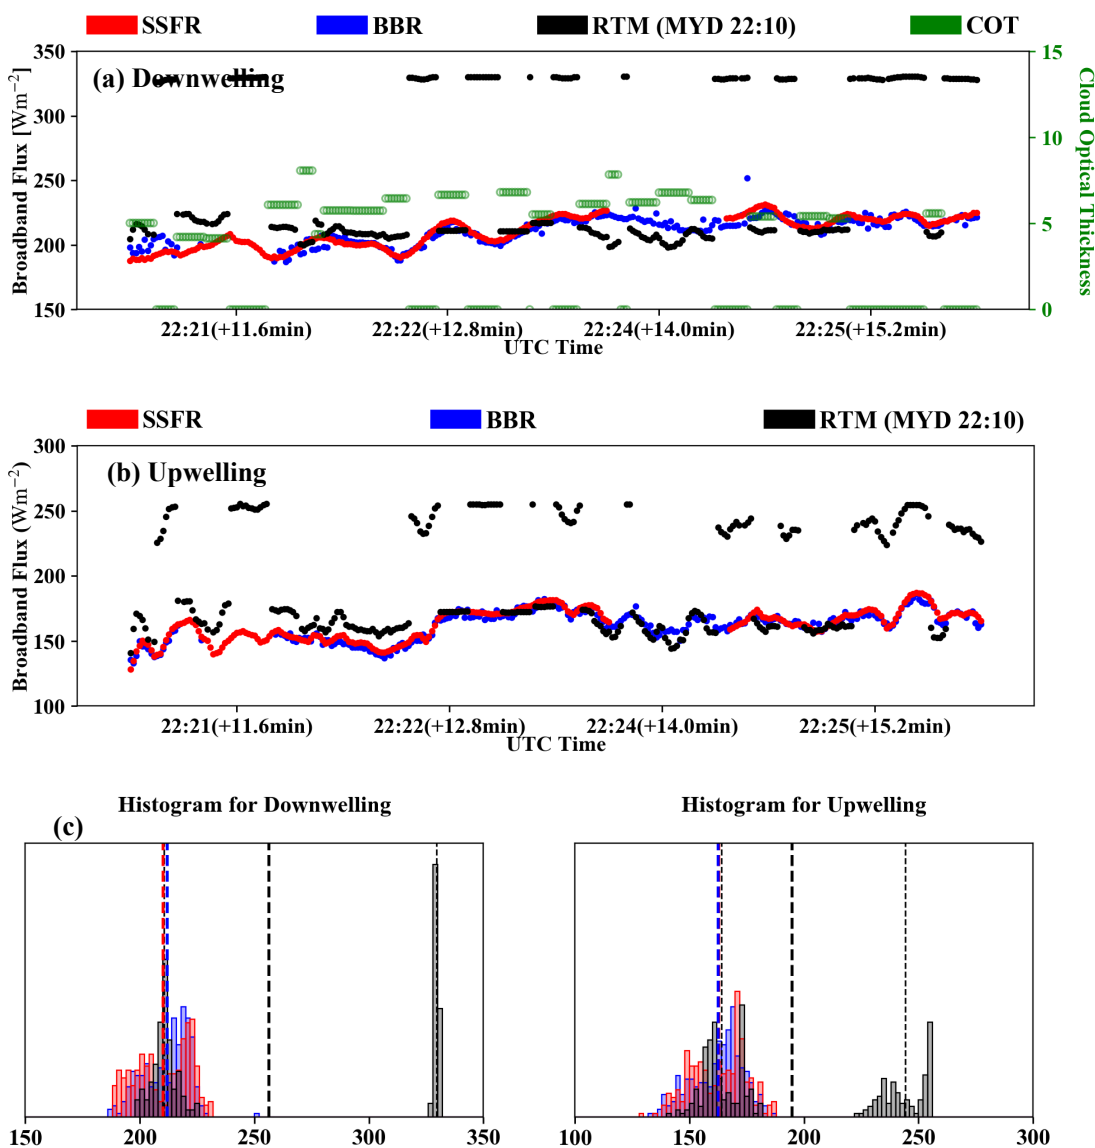 SSFR BBR RTM (MYD 22:10) COT
(a) Downwelling
Broadband Flux [Wm−2]
350
300
250
200
150
15
10
5
0
Cloud Optical Thickness
22:21(+11.6min) 22:22(+12.8min) 22:24(+14.0min) 22:25(+15.2min)
UTC Time
SSFR BBR RTM (MYD 22:10)
(b) Upwelling
Broadband Flux (Wm−2)
300
250
200
150
100
22:21(+11.6min) 22:22(+12.8min) 22:24(+14.0min) 22:25(+15.2min)
UTC Time
Histogram for Downwelling Histogram for Upwelling
(c)
150 200 250 300 350 100 150 200 250 300